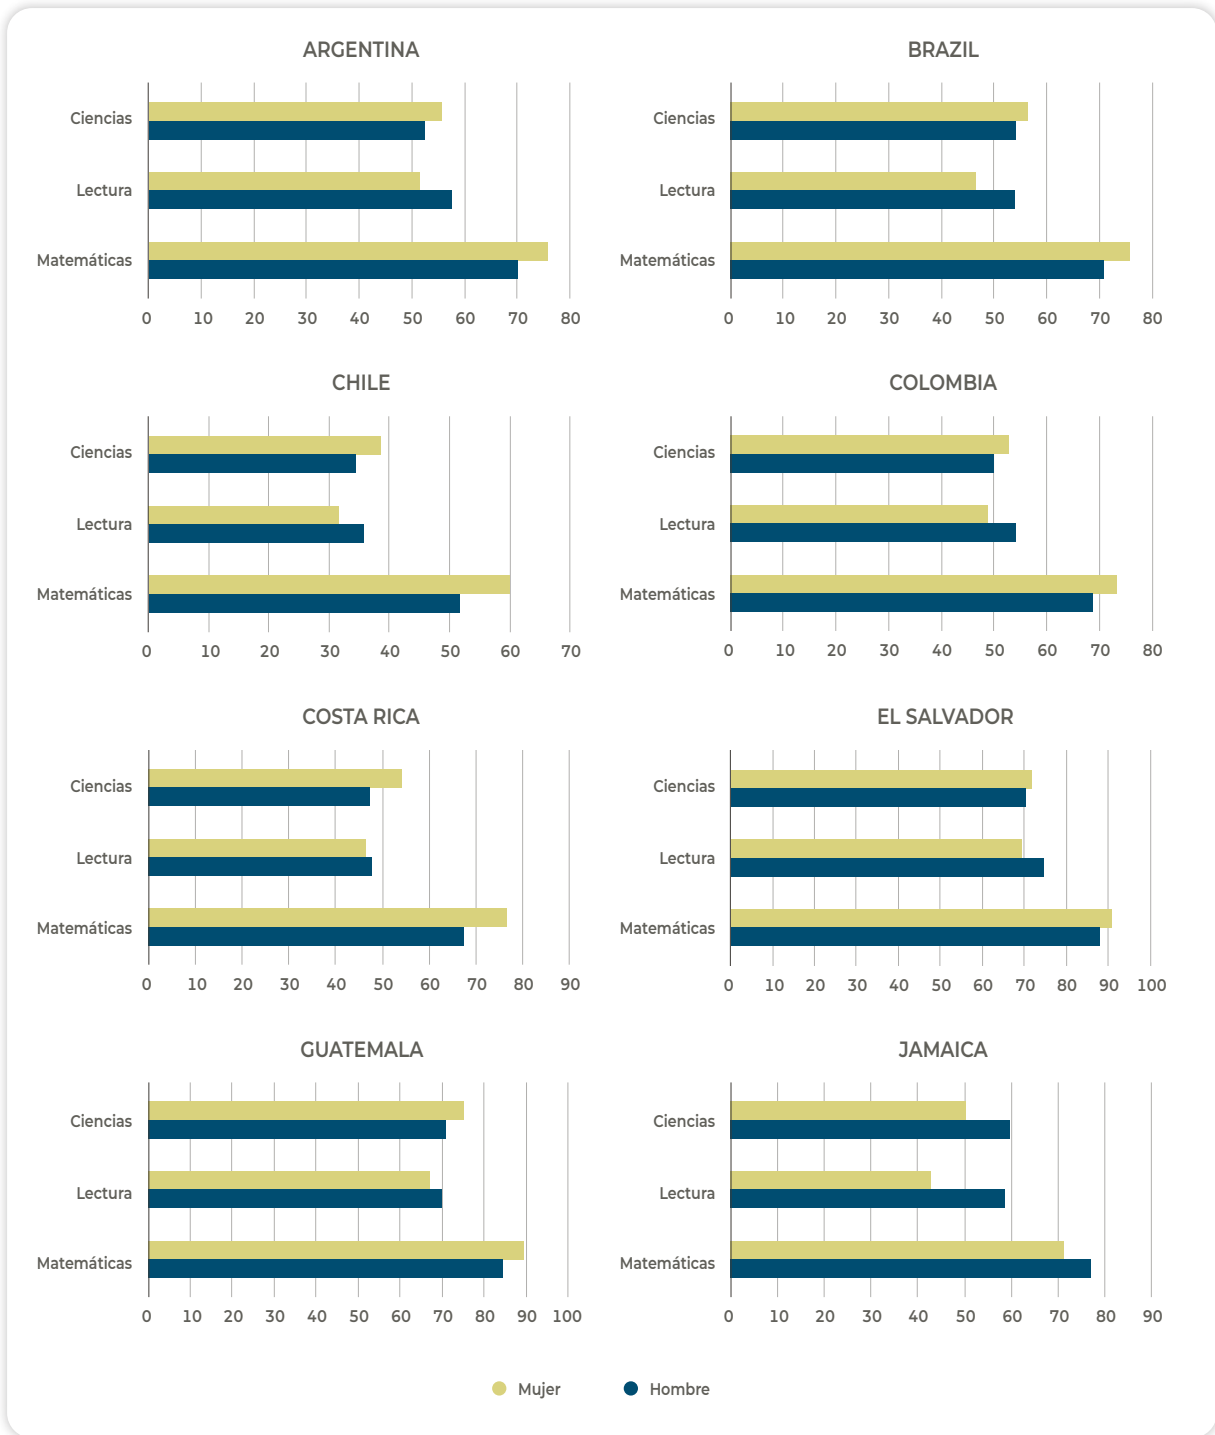 ARGENTINA
Ciencias
Lectura
Matemáticas
0 10 20 30 40 50 60 70 80
BRAZIL
Ciencias
Lectura
Matemáticas
0 10 20 30 40 50 60 70 80
CHILE
Ciencias
Lectura
Matemáticas
0 10 20 30 40 50 60 70
COLOMBIA
Ciencias
Lectura
Matemáticas
0 10 20 30 40 50 60 70 80
COSTA RICA
Ciencias
Lectura
Matemáticas
0 10 20 30 40 50 60 70 80 90
EL SALVADOR
Ciencias
Lectura
Matemáticas
0 10 20 30 40 50 60 70 80 90 100
GUATEMALA
Ciencias
Lectura
Matemáticas
0 10 20 30 40 50 60 70 80 90 100
JAMAICA
Ciencias
Lectura
Matemáticas
0 10 20 30 40 50 60 70 80 90
Mujer Hombre